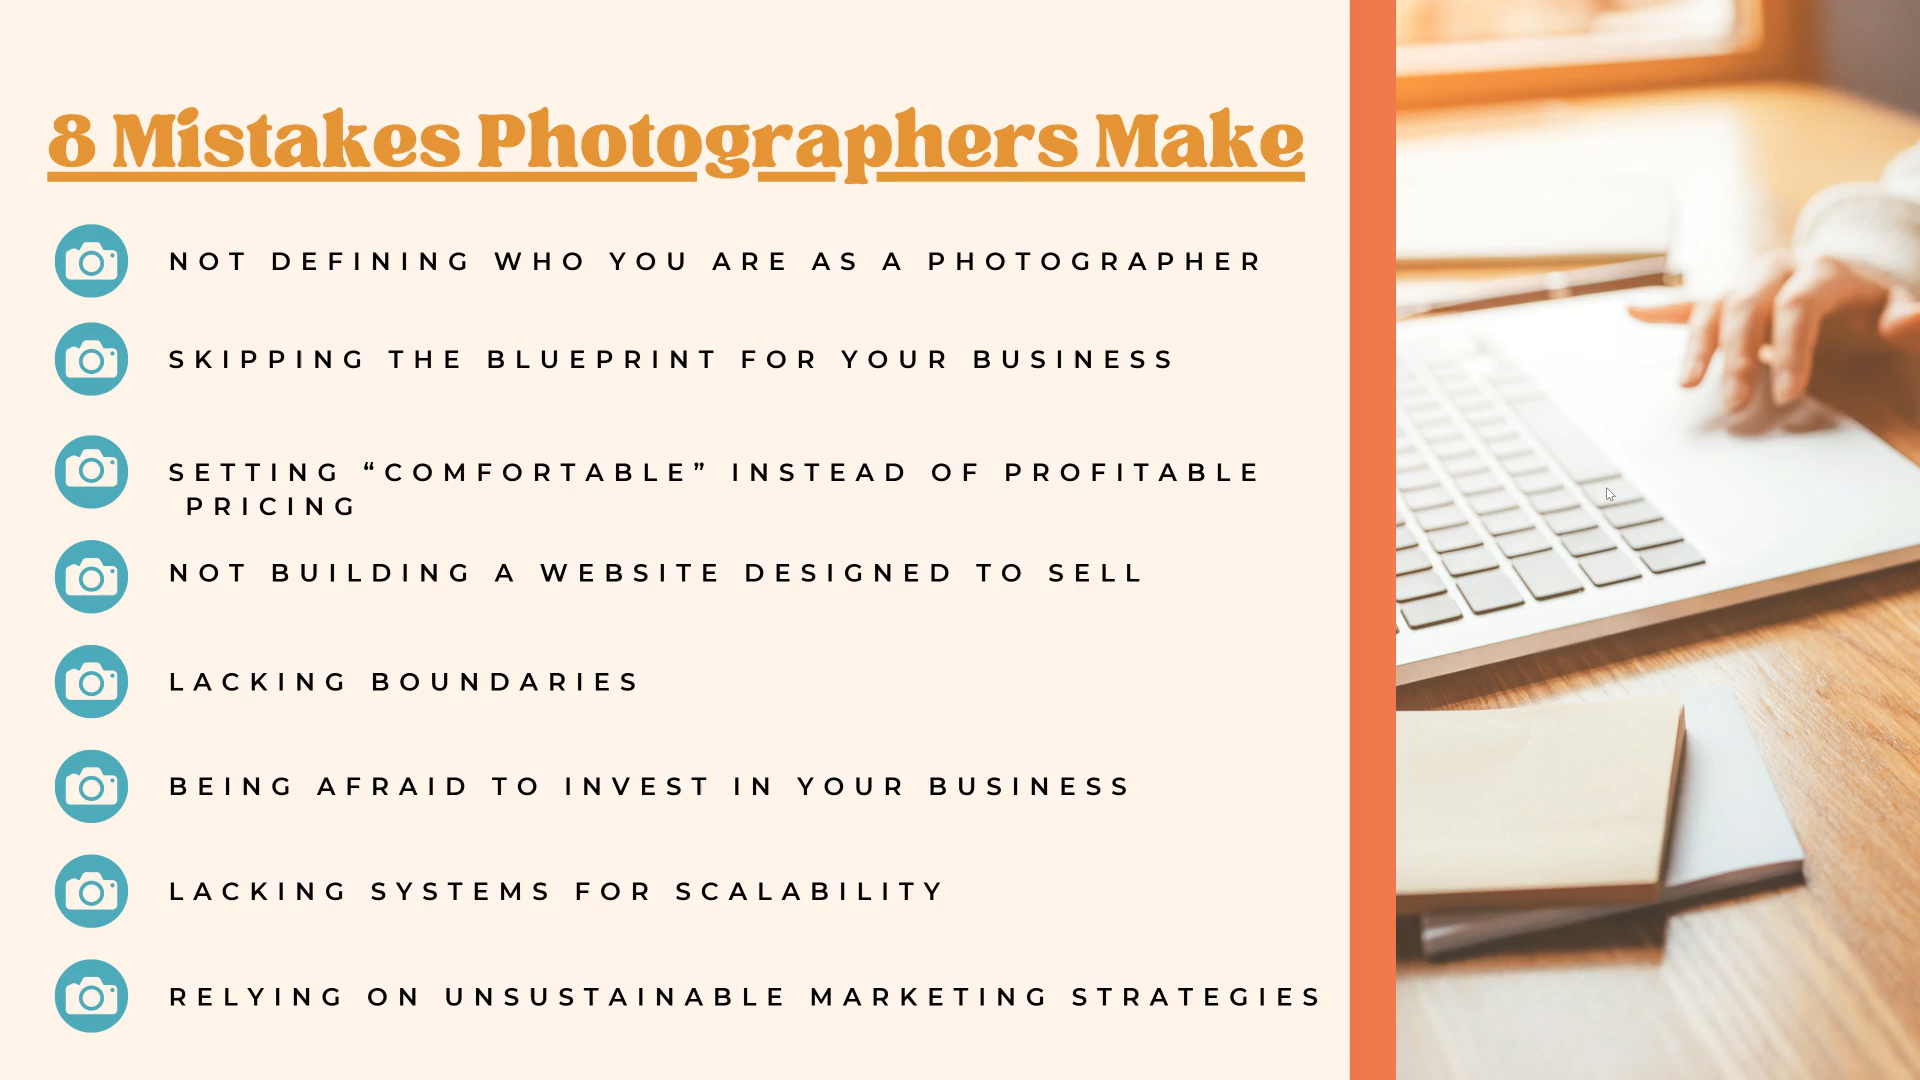 8 Mistakes Photographers Make
NOT DEFINING WHO YOU ARE AS A PHOTOGRAPHER
SKIPPING THE BLUEPRINT FOR YOUR BUSINESS
SETTING “COMFORTABLE” INSTEAD OF PROFITABLE
PRICING
NOT BUILDING A WEBSITE DESIGNED TO SELL
LACKING BOUNDARIES
BEING AFRAID TO INVEST IN YOUR BUSINESS
LACKING SYSTEMS FOR SCALABILITY
RELYING ON UNSUSTAINABLE MARKETING STRATEGIES